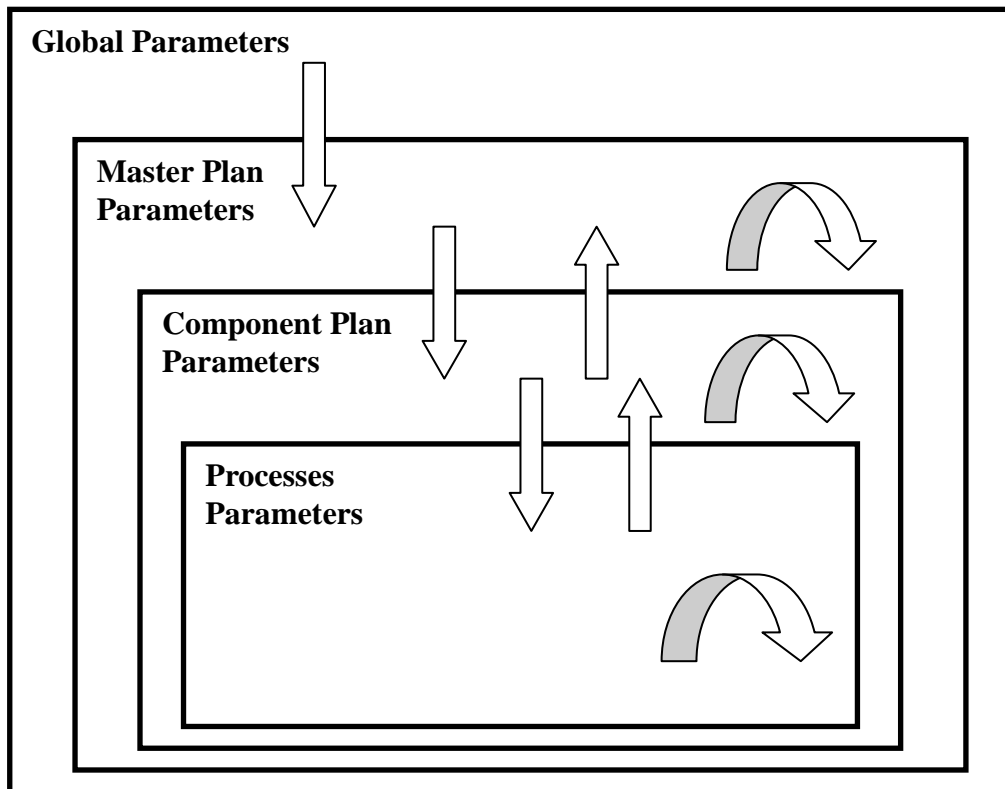 Global Parameters
Master Plan
Parameters
Component Plan
Parameters
Processes
Parameters